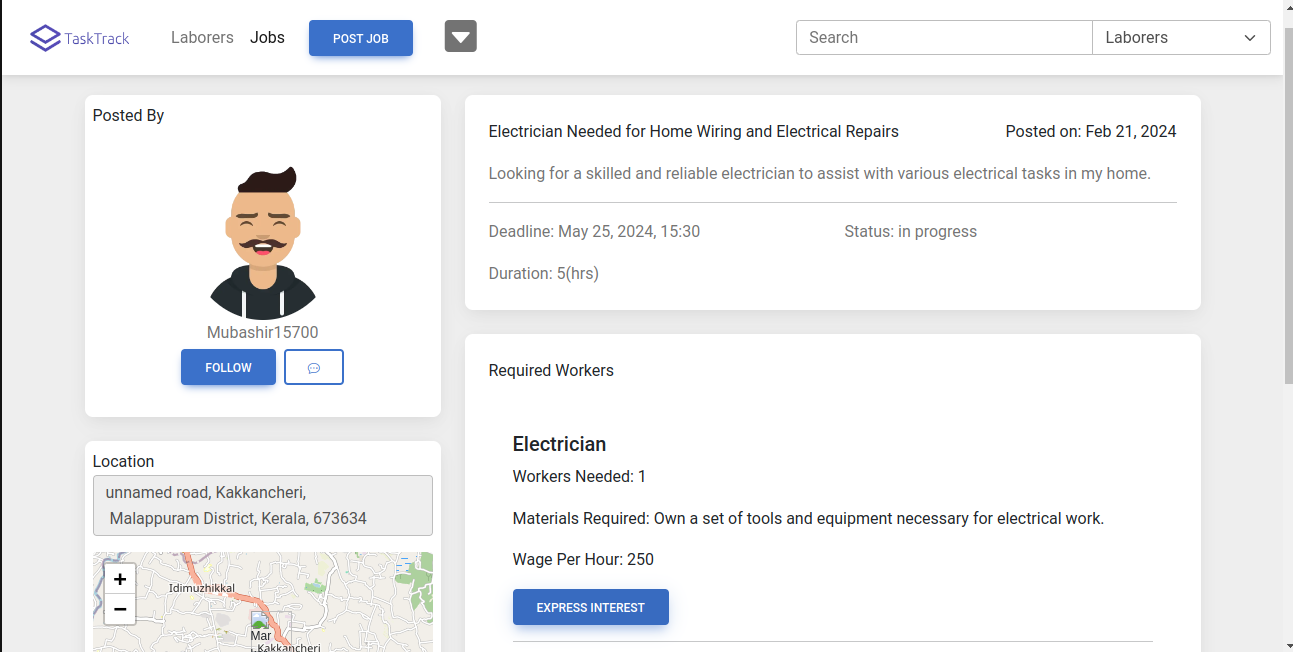 TaskTrack
Laborers
Jobs
POST JOB
Search
Laborers
Posted By
Mubashir15700
FOLLOW
Location
unnamed road, Kakkancheri,
Malappuram District, Kerala, 673634
+
−
Idimuzhikkal
Mar
Kakkancheri
Electrician Needed for Home Wiring and Electrical Repairs
Posted on: Feb 21, 2024
Looking for a skilled and reliable electrician to assist with various electrical tasks in my home.
Deadline: May 25, 2024, 15:30
Status: in progress
Duration: 5(hrs)
Required Workers
Electrician
Workers Needed: 1
Materials Required: Own a set of tools and equipment necessary for electrical work.
Wage Per Hour: 250
EXPRESS INTEREST